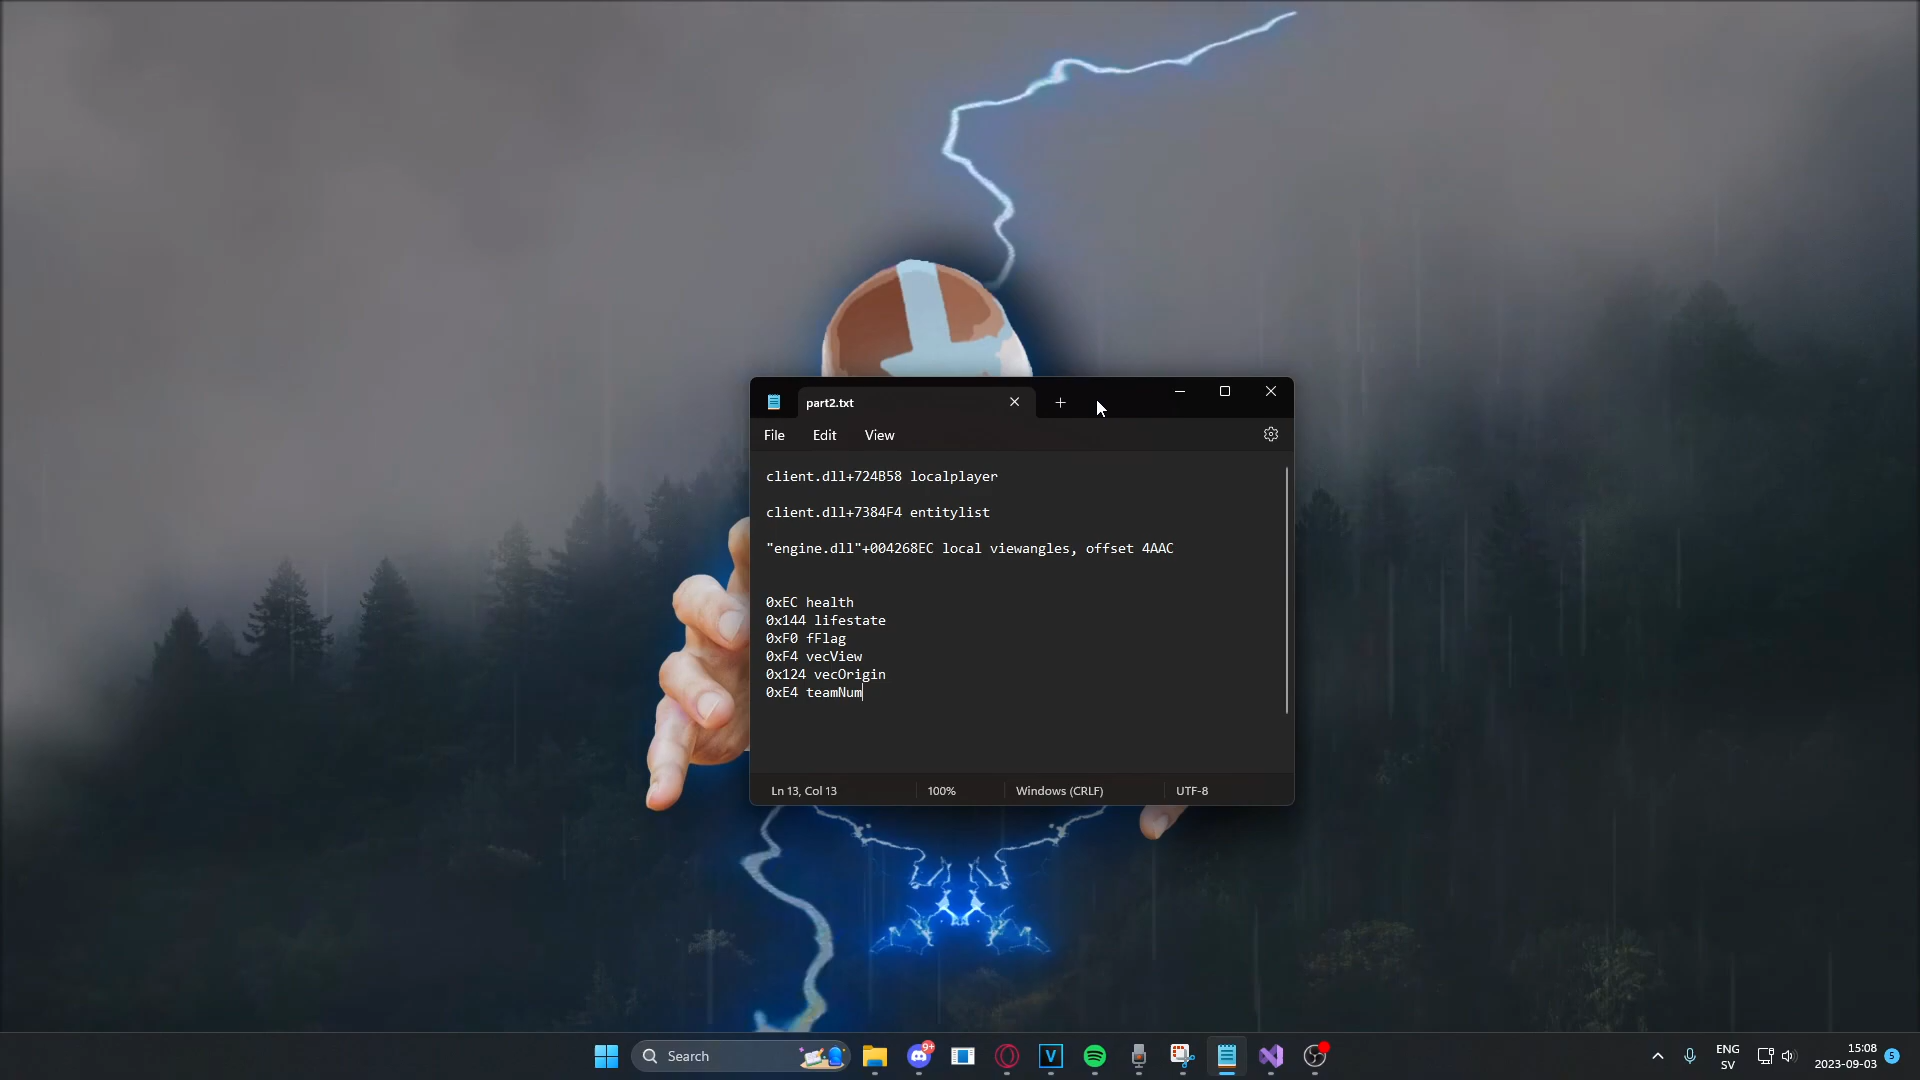 part2.txt
File Edit View
client.dll+724B58 localplayer
client.dll+7384F4 entitylist
"engine.dll"+004268EC local viewangles, offset 4AAC
0xEC health
0x144 lifestate
0xF0 fFlag
0xF4 vecView
0x124 vecOrigin
0xE4 teamNum
Ln 13, Col 13 100% Windows (CRLF) UTF-8
Search 9+ V ENG SV 15:08 2023-09-03 5